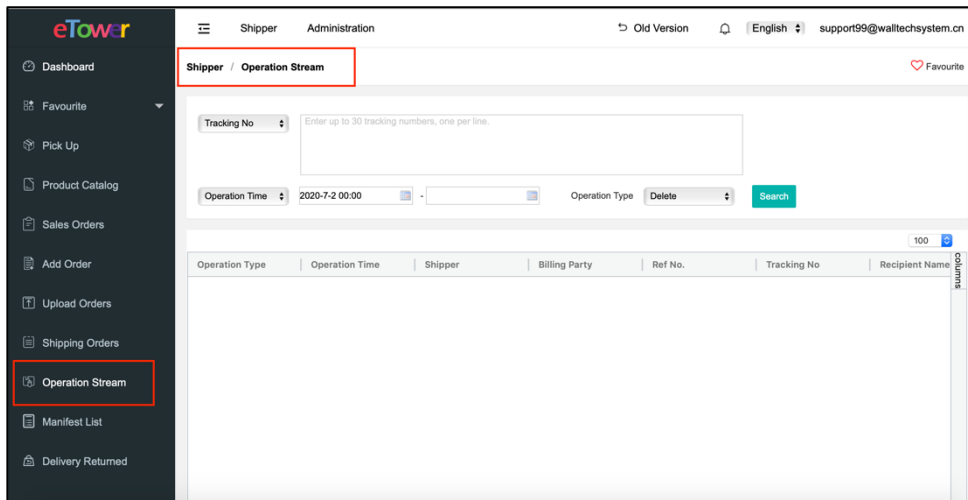 eTower
Shipper Administration Old Version English support99@walltechsystem.cn
Dashboard
Shipper / Operation Stream Favourite
Favourite
Tracking No Enter up to 30 tracking numbers, one per line.
Pick Up
Product Catalog
Operation Time 2020-7-2 00:00 - Operation Type Delete Search
Sales Orders
100
Add Order
Operation Type Operation Time Shipper Billing Party Ref No. Tracking No Recipient Name
columns
Upload Orders
Shipping Orders
Operation Stream
Manifest List
Delivery Returned